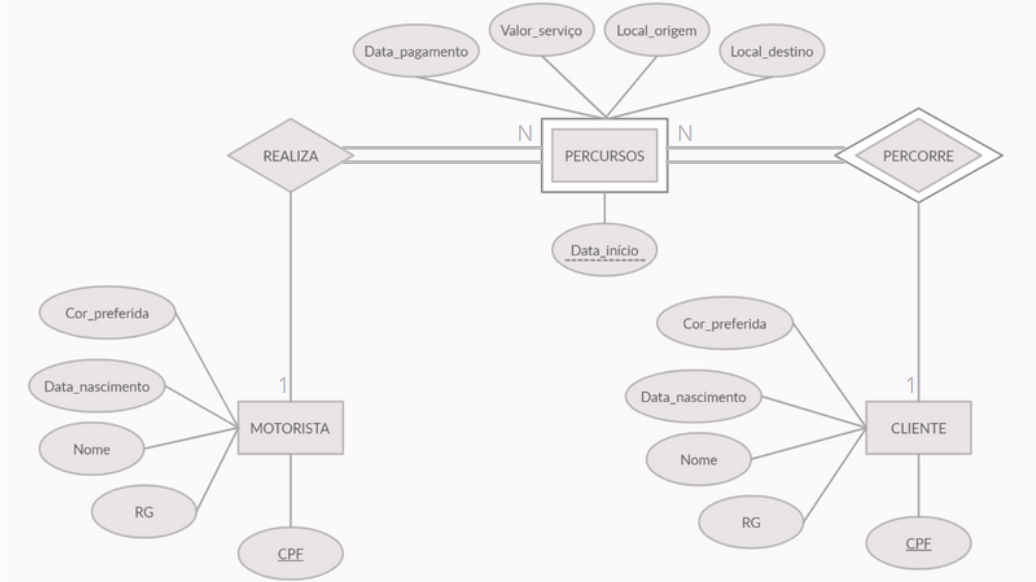 Valor_serviço
Local_origem
Data_pagamento
Local_destino
N
N
REALIZA
PERCURSOS
PERCORRE
Data_início
Cor_preferida
Cor_preferida
Data_nascimento
1
1
Data_nascimento
MOTORISTA
CLIENTE
Nome
Nome
RG
RG
CPF
CPF